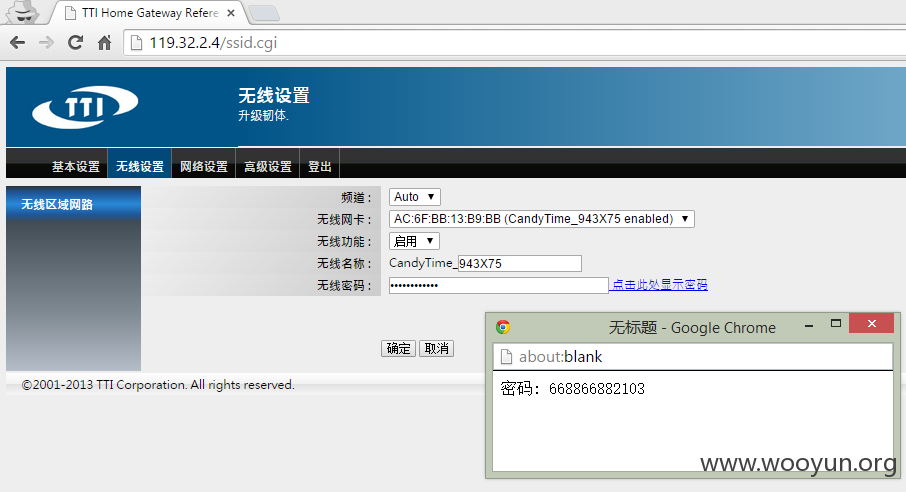 TTI Home Gateway Refere
119.32.2.4/ssid.cgi
TTI
无线设置
升级韧体.
基本设置 无线设置 网络设置 高级设置 登出
无线区域网路
频道：Auto
无线网卡：AC:6F:BB:13:B9:BB (CandyTime_943X75 enabled)
无线功能：启用
无线名称：CandyTime_943X75
无线密码：•••••••••••• 点击此处显示密码
确定 取消
©2001-2013 TTI Corporation. All rights reserved.
无标题 - Google Chrome
about:blank
密码：668866882103
www.wooyun.org